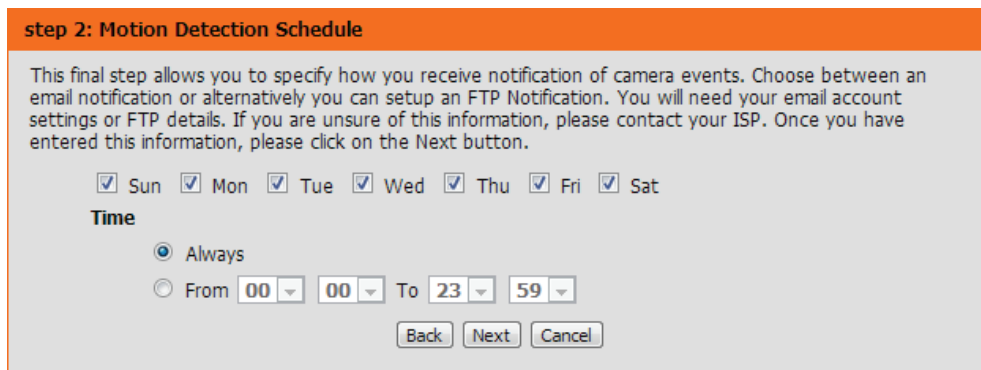 step 2: Motion Detection Schedule
This final step allows you to specify how you receive notification of camera events. Choose between an
email notification or alternatively you can setup an FTP Notification. You will need your email account
settings or FTP details. If you are unsure of this information, please contact your ISP. Once you have
entered this information, please click on the Next button.
Sun Mon Tue Wed Thu Fri Sat
Time
Always
From 00 00 To 23 59
Back Next Cancel